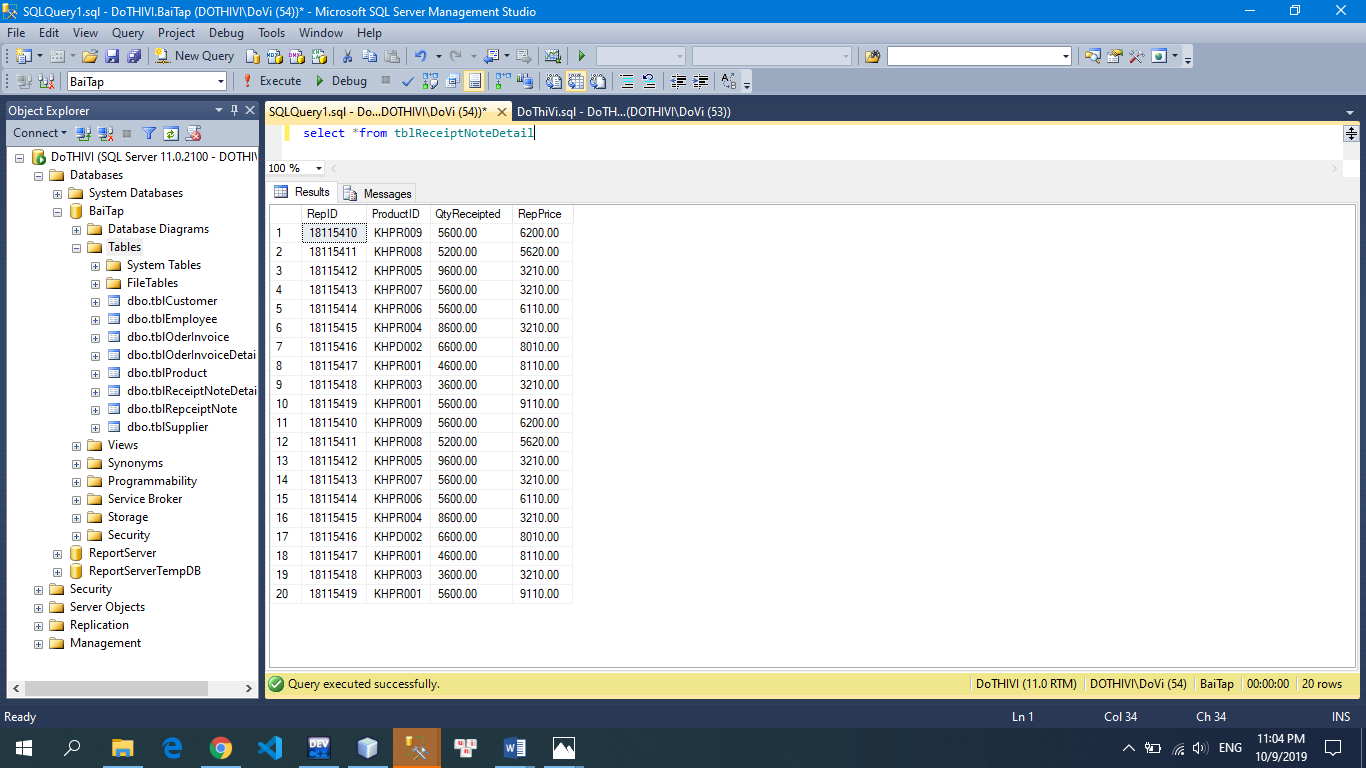 SQLQuery1.sql - DoTHIVI.BaiTap (DOTHIVI\DoVi (54))* - Microsoft SQL Server Management Studio
File Edit View Query Project Debug Tools Window Help
New Query
BaiTap Execute Debug
Object Explorer
Connect
DoTHIVI (SQL Server 11.0.2100 - DOTHI
Databases
System Databases
BaiTap
Database Diagrams
Tables
System Tables
FileTables
dbo.tblCustomer
dbo.tblEmployee
dbo.tblOderInvoice
dbo.tblOderInvoiceDetai
dbo.tblProduct
dbo.tblReceiptNoteDetai
dbo.tblRepceiptNote
dbo.tblSupplier
Views
Synonyms
Programmability
Service Broker
Storage
Security
ReportServer
ReportServerTempDB
Security
Server Objects
Replication
Management
SQLQuery1.sql - Do...DOTHIVI\DoVi (54))* DoThiVi.sql - DoTH...(DOTHIVI\DoVi (53))
select *from tblReceiptNoteDetail
100 %
Results Messages
RepID ProductID QtyReceipted RepPrice
1 18115410 KHPR009 5600.00 6200.00
2 18115411 KHPR008 5200.00 5620.00
3 18115412 KHPR005 9600.00 3210.00
4 18115413 KHPR007 5600.00 3210.00
5 18115414 KHPR006 5600.00 6110.00
6 18115415 KHPR004 8600.00 3210.00
7 18115416 KHPD002 6600.00 8010.00
8 18115417 KHPR001 4600.00 8110.00
9 18115418 KHPR003 3600.00 3210.00
10 18115419 KHPR001 5600.00 9110.00
11 18115410 KHPR009 5600.00 6200.00
12 18115411 KHPR008 5200.00 5620.00
13 18115412 KHPR005 9600.00 3210.00
14 18115413 KHPR007 5600.00 3210.00
15 18115414 KHPR006 5600.00 6110.00
16 18115415 KHPR004 8600.00 3210.00
17 18115416 KHPD002 6600.00 8010.00
18 18115417 KHPR001 4600.00 8110.00
19 18115418 KHPR003 3600.00 3210.00
20 18115419 KHPR001 5600.00 9110.00
Query executed successfully. DoTHIVI (11.0 RTM) DOTHIVI\DoVi (54) BaiTap 00:00:00 20 rows
Ready Ln 1 Col 34 Ch 34 INS
DEV
ENG
11:04 PM
10/9/2019